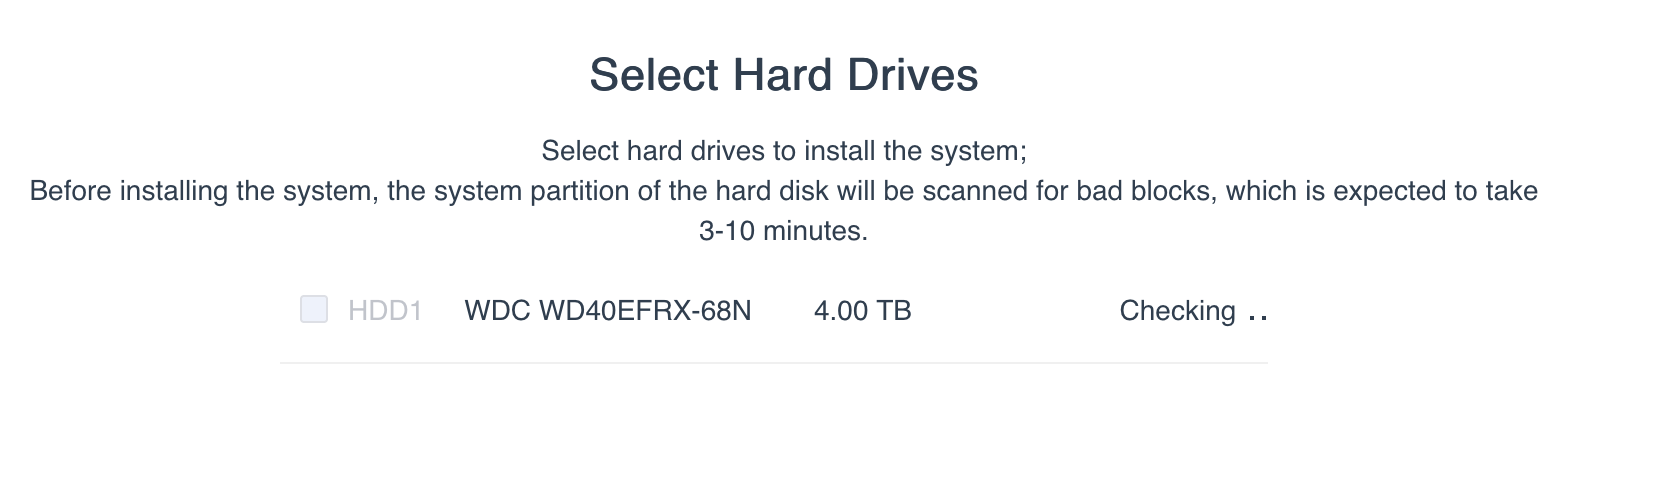 Select Hard Drives
Select hard drives to install the system;
Before installing the system, the system partition of the hard disk will be scanned for bad blocks, which is expected to take
3-10 minutes.
HDD1 WDC WD40EFRX-68N 4.00 TB Checking ..